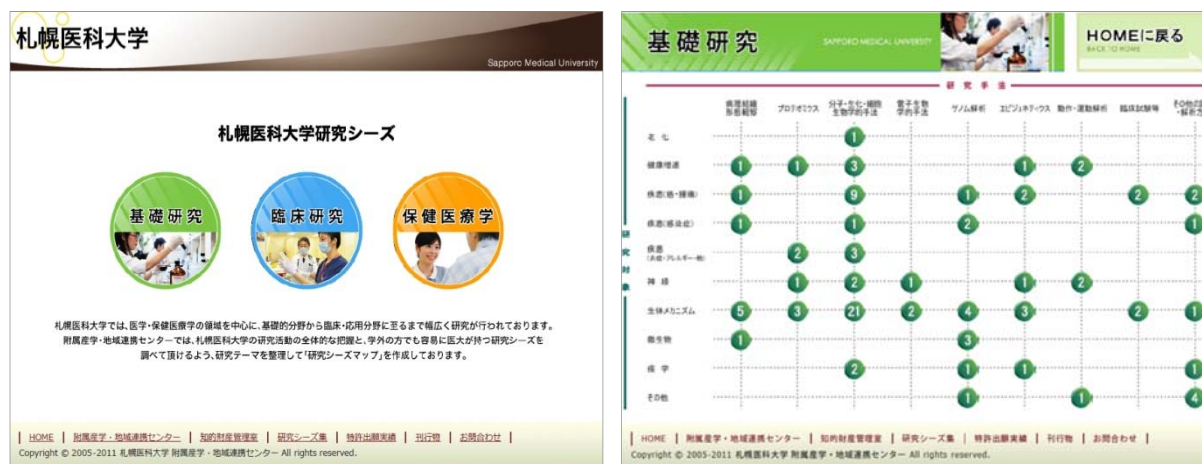 札幌医科大学
Sapporo Medical University
札幌医科大学研究シーズ
基礎研究
臨床研究
保健医療学
札幌医科大学では、医学・保健医療学の領域を中心に、基礎的分野から臨床・応用分野に至るまで幅広く研究が行われております。
附属産学・地域連携センターでは、札幌医科大学の研究活動の全体的な把握と、学外の方でも容易に医大が持つ研究シーズを
調べて頂けるよう、研究テーマを整理して「研究シーズマップ」を作成しております。
HOME | 附属産学・地域連携センター | 知的財産管理室 | 研究シーズ集 | 特許出願実績 | 刊行物 | お問合わせ
Copyright © 2005-2011 札幌医科大学 附属産学・地域連携センター All rights reserved.
基礎研究
SAPPORO MEDICAL UNIVERSITY
HOMEに戻る
BACK TO HOME
研究手法
病理組織形態観察 プロテオミクス 分子・生化・細胞生物学的手法 電子生物学的手法 ゲノム解析 エピジェネティクス 動作・運動解析 臨床試験等
研究対象
老化 1
健康増進 1 1 3 1 2
疾患(癌・腫瘍) 1 9 1 2 2 2
疾患(感染症) 1 1 2 1
疾患 2 3
神経 1 2 1 1 2
生体メカニズム 5 3 21 2 4 3 2 1
微生物 1 3
疫学 2 1 1 1
その他 1 1 4
HOME | 附属産学・地域連携センター | 知的財産管理室 | 研究シーズ集 | 特許出願実績 | 刊行物 | お問合わせ
Copyright © 2005-2011 札幌医科大学 附属産学・地域連携センター All rights reserved.